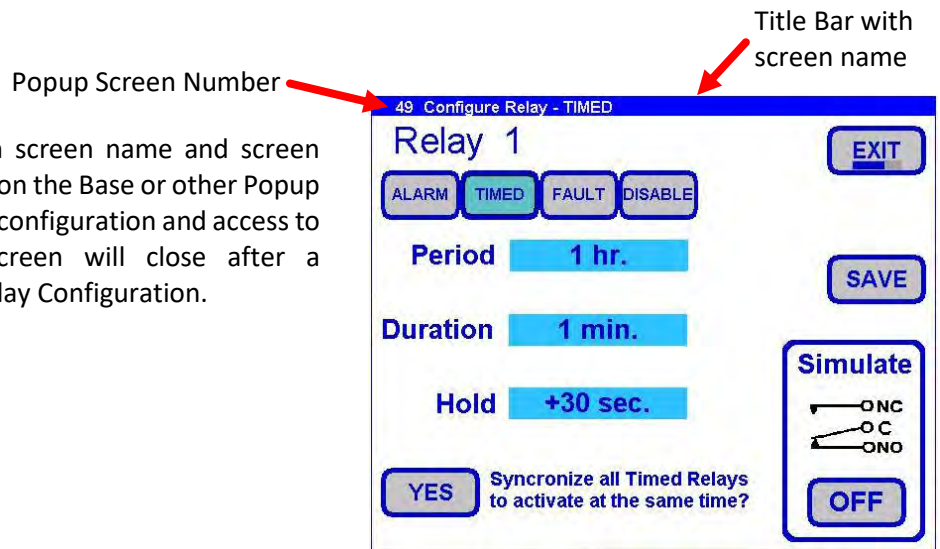 Title Bar with
screen name
Popup Screen Number
screen name and screen
on the Base or other Popup
configuration and access to
creen will close after a
lay Configuration.
49 Configure Relay - TIMED
Relay 1
EXIT
ALARM TIMED FAULT DISABLE
Period 1 hr.
SAVE
Duration 1 min.
Simulate
Hold +30 sec.
NC
C
NO
YES
Syncronize all Timed Relays
to activate at the same time?
OFF